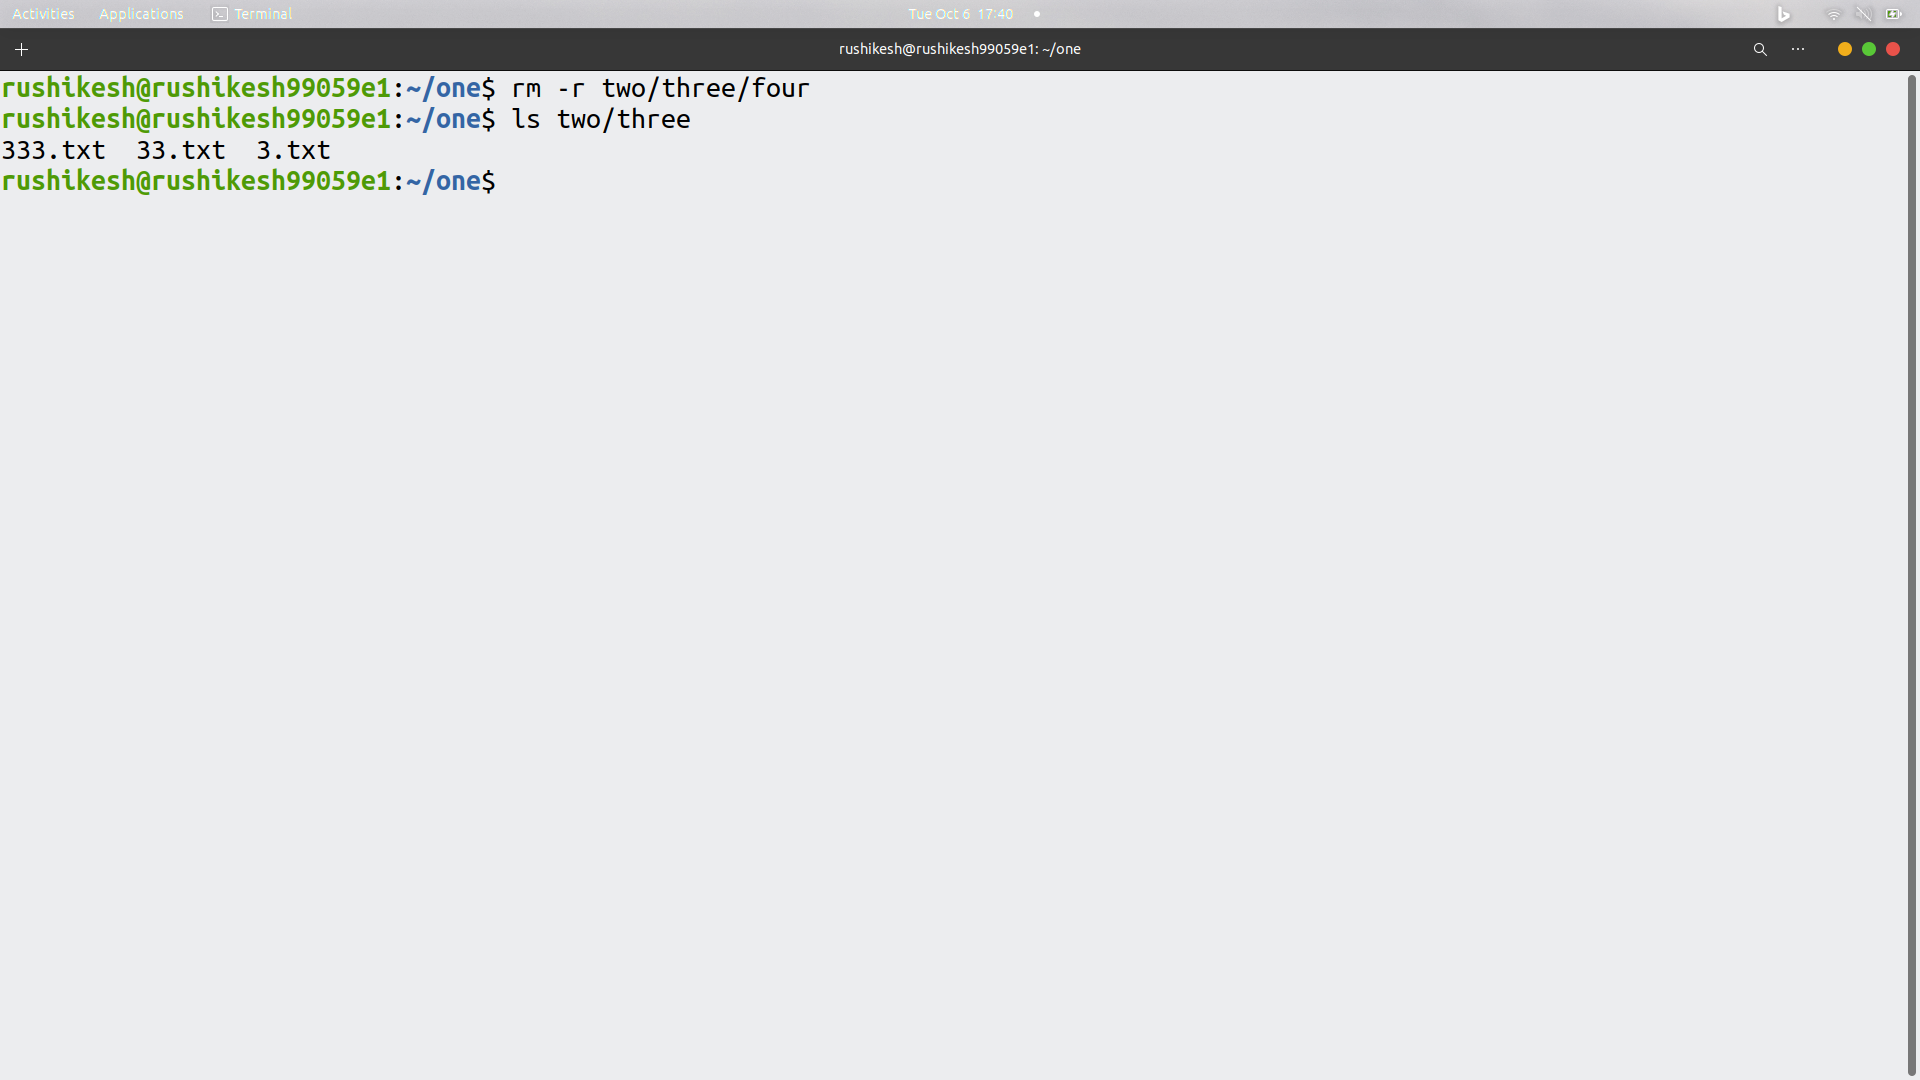 Activities Applications Terminal Tue Oct 6 17:40
rushikesh@rushikesh99059e1: ~/one
rushikesh@rushikesh99059e1:~/one$ rm -r two/three/four
rushikesh@rushikesh99059e1:~/one$ ls two/three
333.txt  33.txt  3.txt
rushikesh@rushikesh99059e1:~/one$